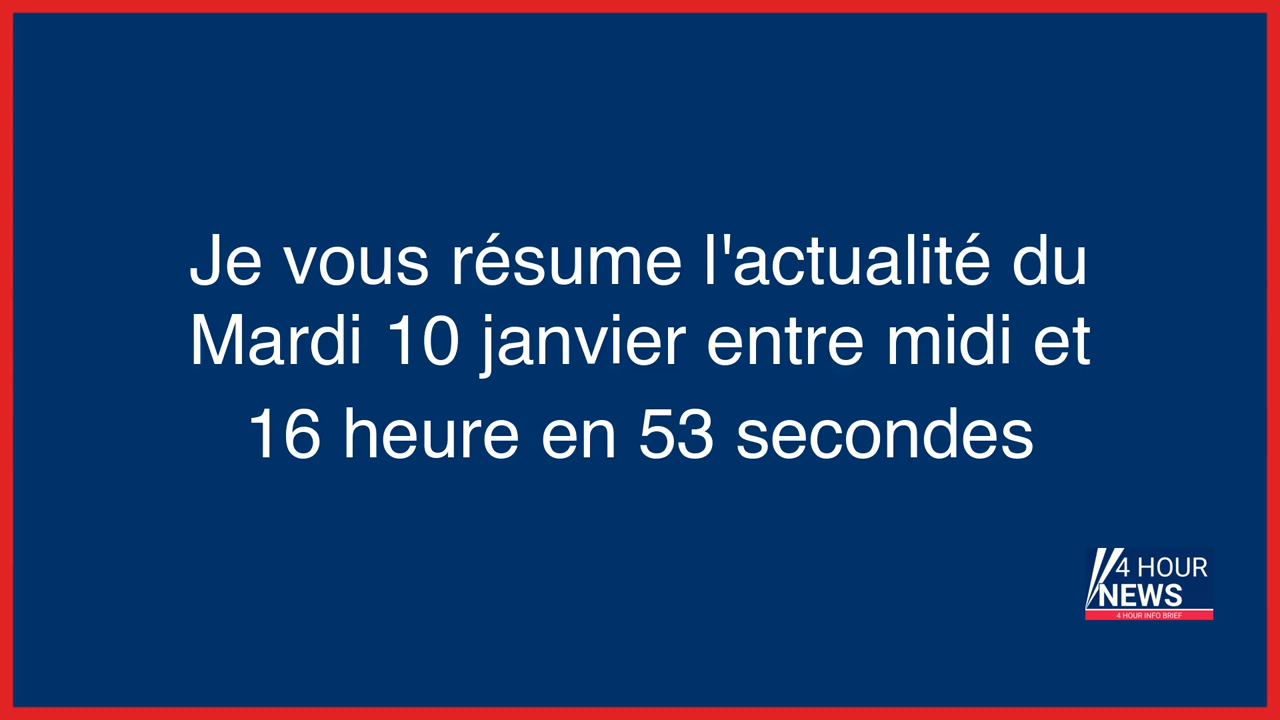 Je vous résume l'actualité du
Mardi 10 janvier entre midi et
16 heure en 53 secondes
4 HOUR
NEWS
4 HOUR INFO BRIEF